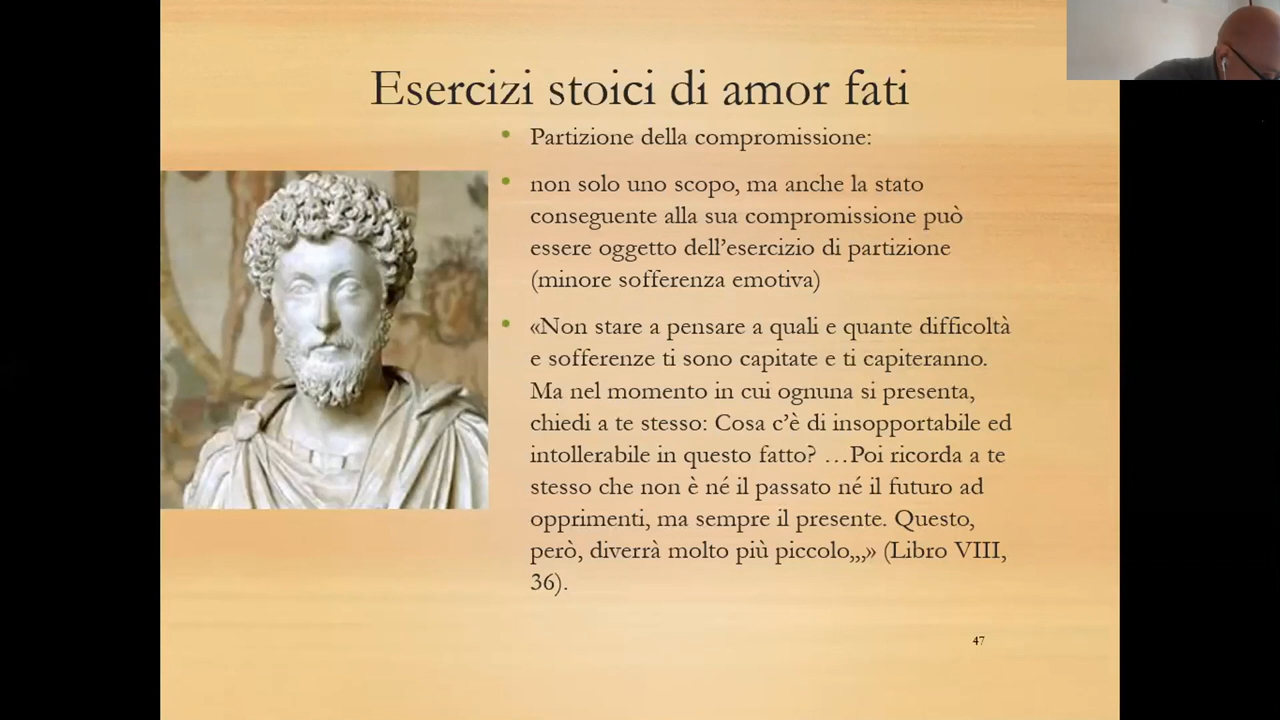 Esercizi stoici di amor fati
• Partizione della compromissione:
• non solo uno scopo, ma anche la stato
conseguente alla sua compromissione può
essere oggetto dell’esercizio di partizione
(minore sofferenza emotiva)
• «Non stare a pensare a quali e quante difficoltà
e sofferenze ti sono capitate e ti capiteranno.
Ma nel momento in cui ognuna si presenta,
chiedi a te stesso: Cosa c’è di insopportabile ed
intollerabile in questo fatto? …Poi ricorda a te
stesso che non è né il passato né il futuro ad
opprimenti, ma sempre il presente. Questo,
però, diverrà molto più piccolo,,,» (Libro VIII,
36).
47